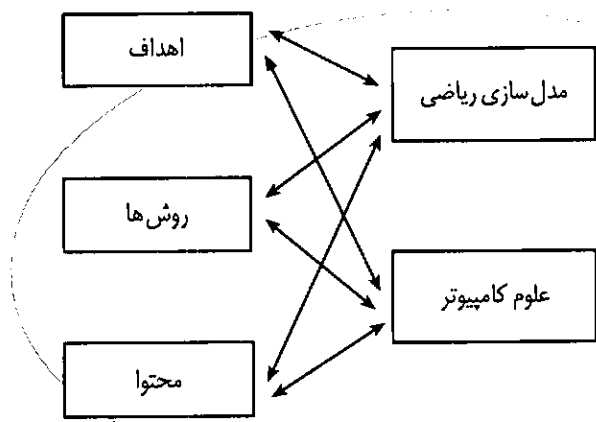 اهداف
مدل‌سازی ریاضی
روش‌ها
علوم کامپیوتر
محتوا